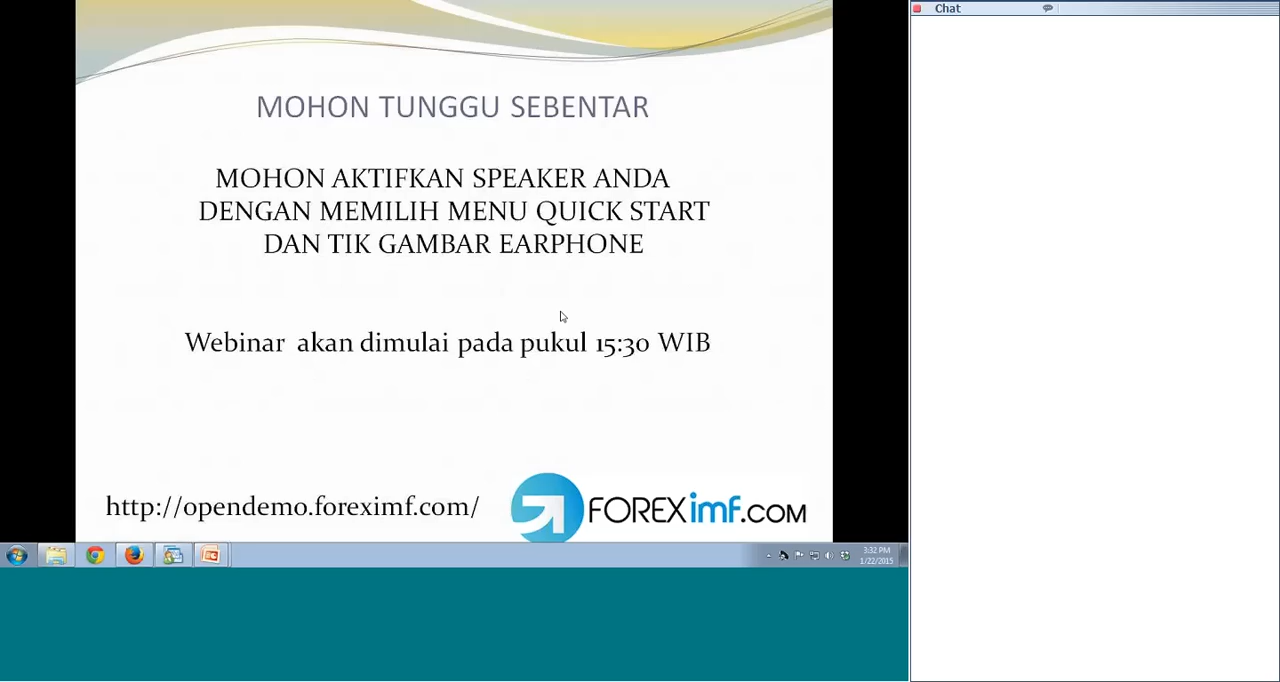 Chat
MOHON TUNGGU SEBENTAR
MOHON AKTIFKAN SPEAKER ANDA
DENGAN MEMILIH MENU QUICK START
DAN TIK GAMBAR EARPHONE
Webinar akan dimulai pada pukul 15:30 WIB
http://opendemo.foreximf.com/
FOREXimf.COM
3:32 PM
1/22/2015